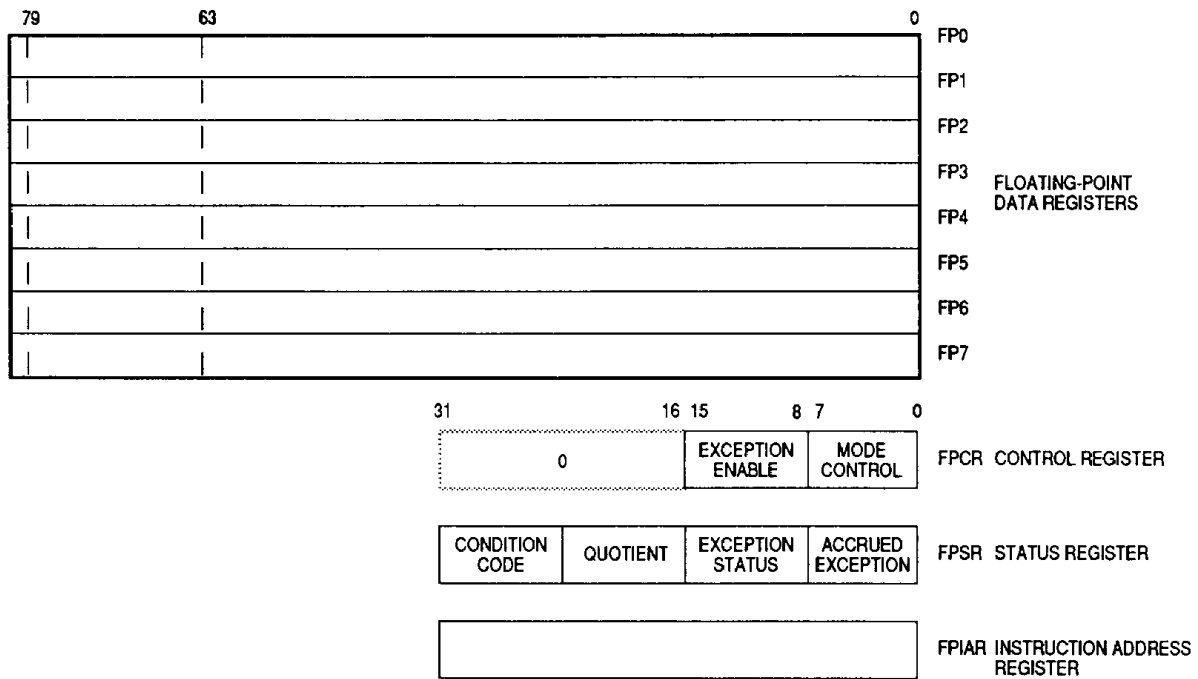 79 63 0
FP0
FP1
FP2
FP3
FP4
FP5
FP6
FP7
FLOATING-POINT
DATA REGISTERS
31 16 15 8 7 0
0
EXCEPTION
ENABLE
MODE
CONTROL
FPCR CONTROL REGISTER
CONDITION
CODE
QUOTIENT
EXCEPTION
STATUS
ACCRUED
EXCEPTION
FPSR STATUS REGISTER
FPIAR INSTRUCTION ADDRESS
REGISTER